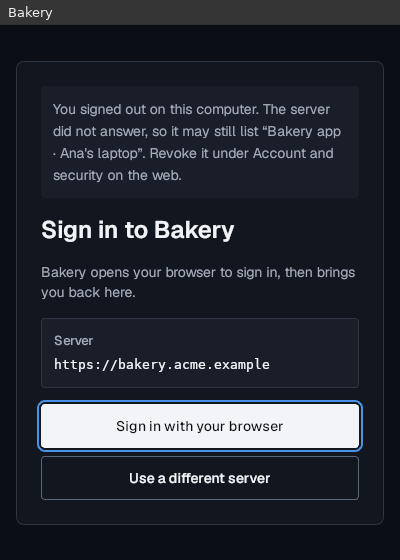 Bakery
You signed out on this computer. The server
did not answer, so it may still list “Bakery app
· Ana's laptop”. Revoke it under Account and
security on the web.
Sign in to Bakery
Bakery opens your browser to sign in, then brings
you back here.
Server
https://bakery.acme.example
Sign in with your browser
Use a different server